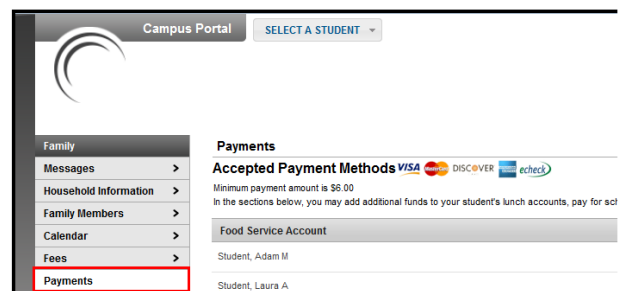 Campus Portal
SELECT A STUDENT
Family
Messages
Household Information
Family Members
Calendar
Fees
Payments
Payments
Accepted Payment Methods VISA MasterCard DISCOVER echeck
Minimum payment amount is $6.00
In the sections below, you may add additional funds to your student's lunch accounts, pay for sch
Food Service Account
Student, Adam M
Student, Laura A